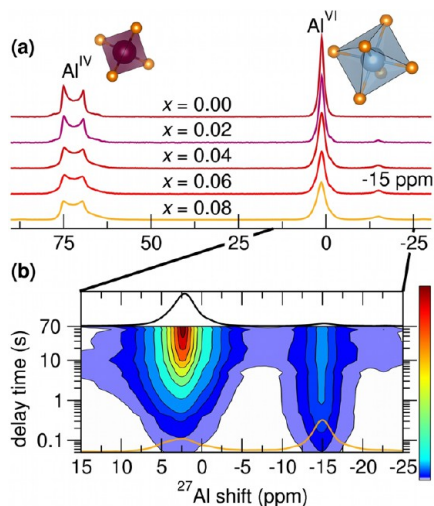 (a)
Al^IV
Al^VI
x = 0.00
x = 0.02
x = 0.04
x = 0.06
x = 0.08
-15 ppm
75 50 25 0 -25
(b)
delay time (s)
70
10
1
0.1
15 10 5 0 -5 -10 -15 -20 -25
²⁷Al shift (ppm)